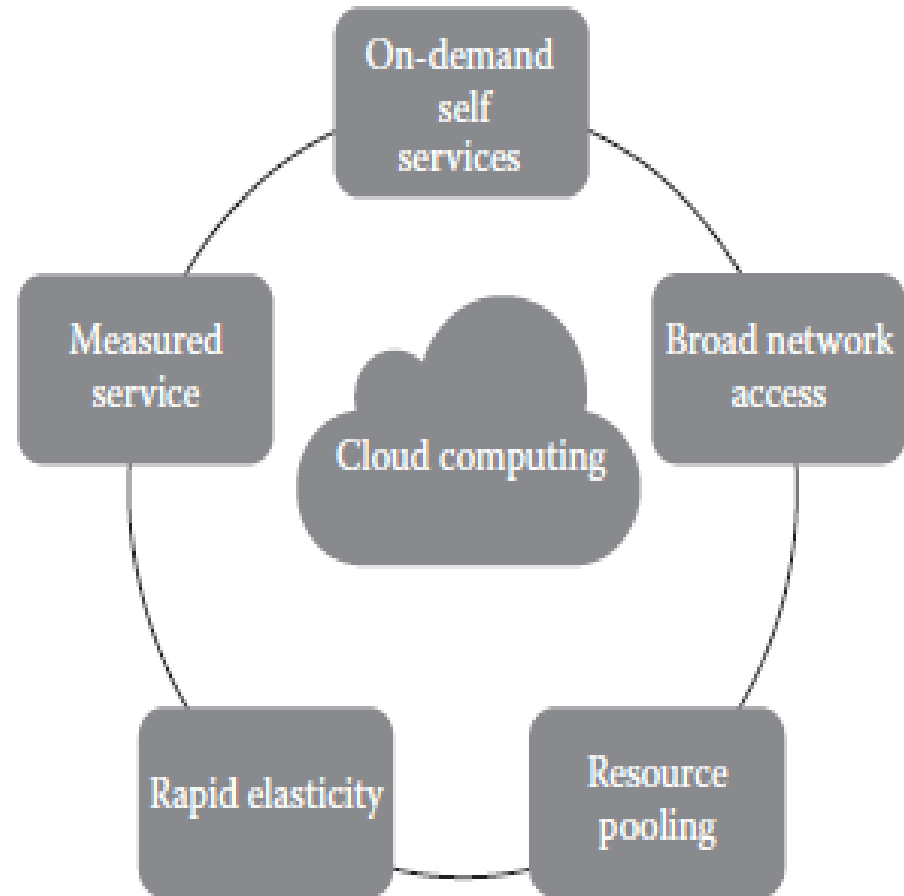 On-demand
self
services
Measured
service
Broad network
access
Cloud computing
Rapid elasticity
Resource
pooling